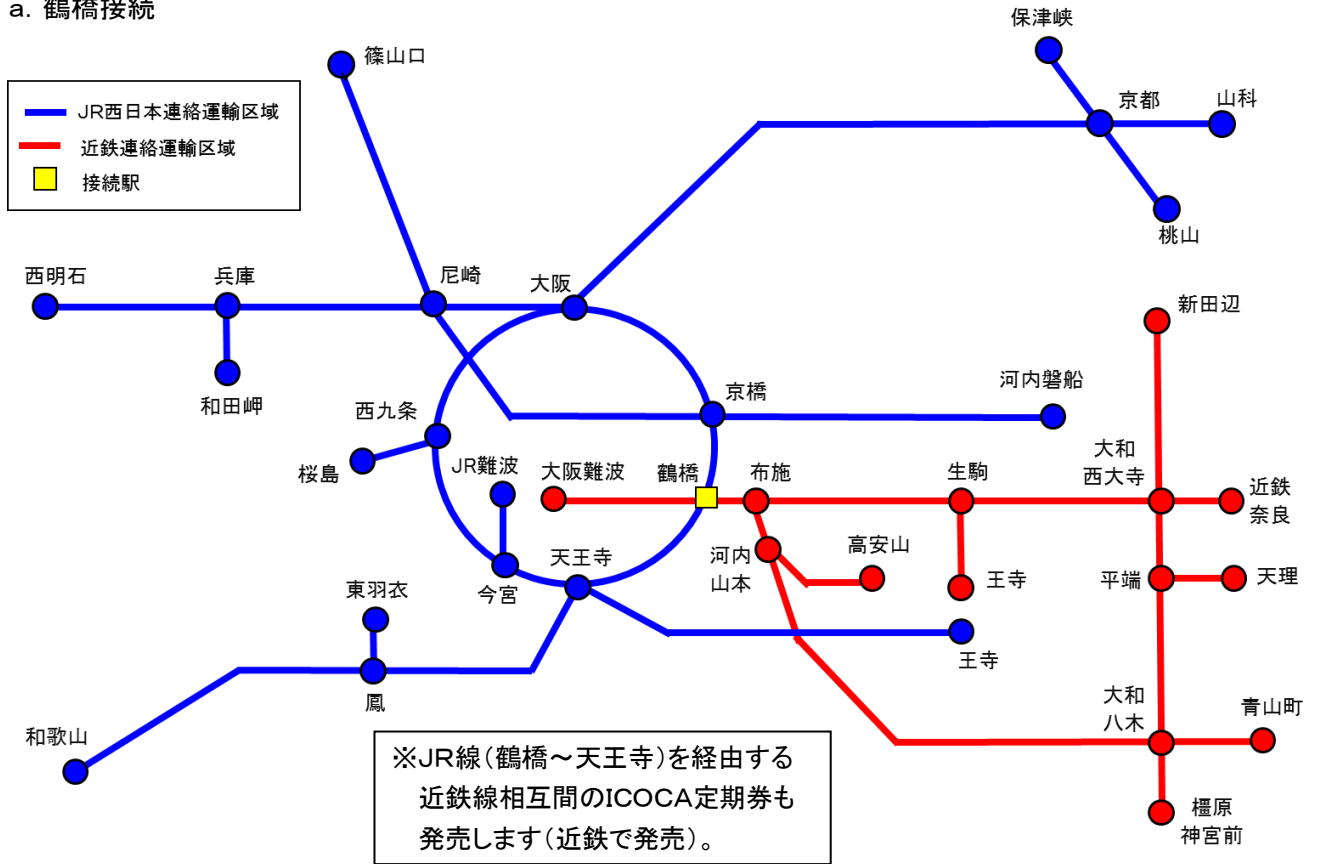 a. 鶴橋接続
保津峡
篠山口
JR西日本連絡運輸区域
近鉄連絡運輸区域
接続駅
京都
山科
桃山
西明石
兵庫
尼崎
大阪
新田辺
和田岬
西九条
京橋
河内磐船
桜島
JR難波
大阪難波
鶴橋
布施
生駒
大和
西大寺
近鉄
奈良
河内
山本
高安山
天王寺
今宮
東羽衣
王寺
平端
天理
王寺
鳳
大和
八木
青山町
和歌山
※JR線(鶴橋～天王寺)を経由する
近鉄線相互間のICOCA定期券も
発売します(近鉄で発売)。
橿原
神宮前